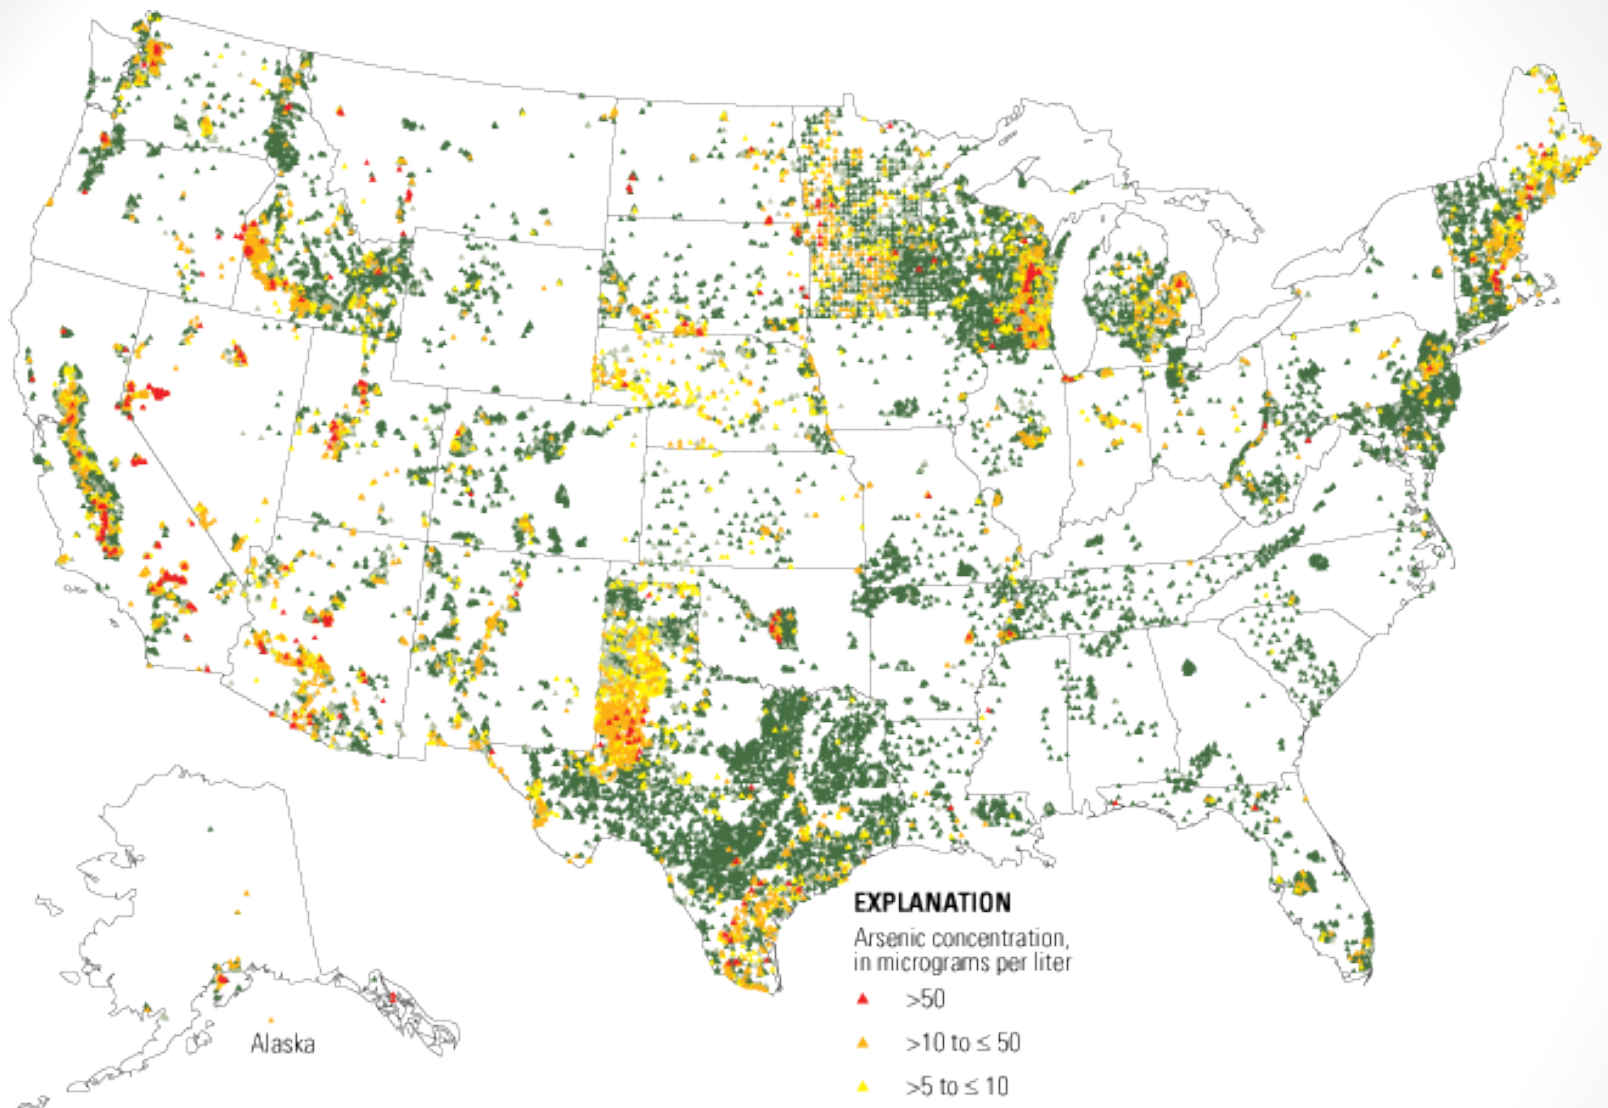 EXPLANATION
Arsenic concentration,
in micrograms per liter
>50
>10 to ≤ 50
Alaska
>5 to ≤ 10